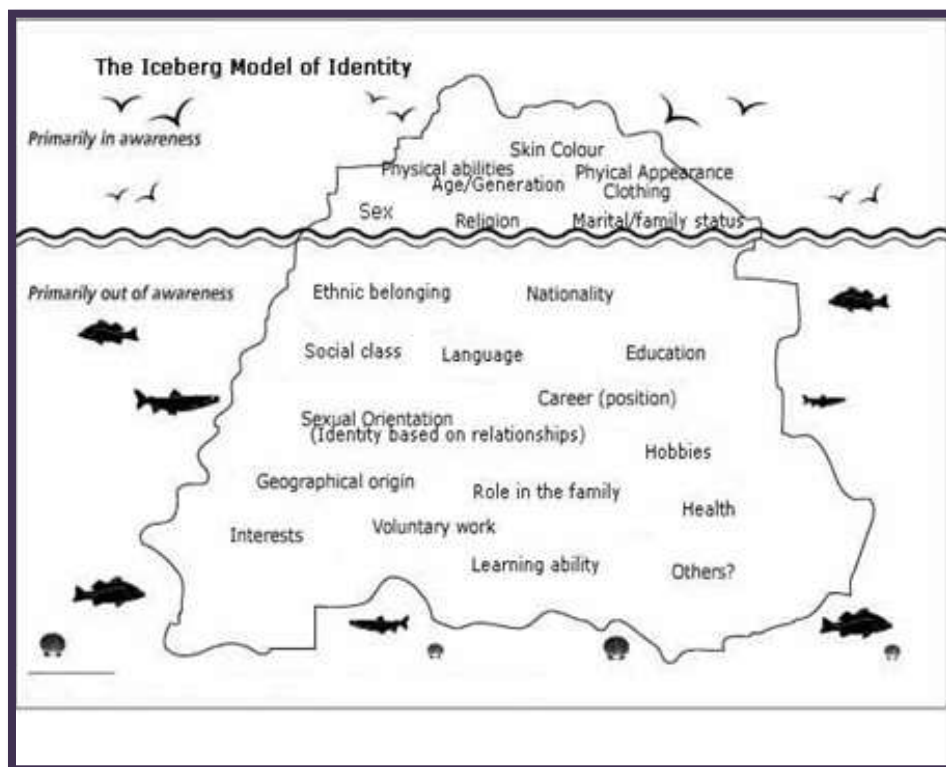 The Iceberg Model of Identity
Primarily in awareness
Skin Colour
Physical abilities
Phyical Appearance
Age/Generation
Clothing
Sex
Religion
Marital/family status
Primarily out of awareness
Ethnic belonging
Nationality
Social class
Language
Education
Career (position)
Sexual Orientation
(Identity based on relationships)
Hobbies
Geographical origin
Role in the family
Health
Interests
Voluntary work
Learning ability
Others?